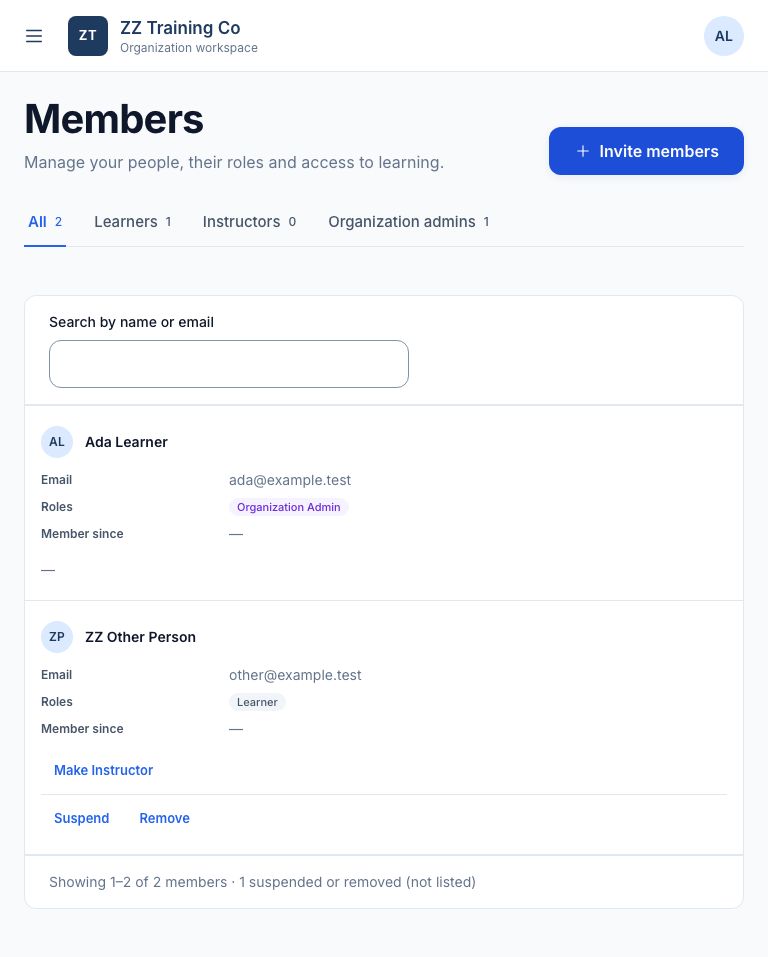 ZT
ZZ Training Co
Organization workspace
AL
Members
Manage your people, their roles and access to learning.
+ Invite members
All 2 Learners 1 Instructors 0 Organization admins 1
Search by name or email
AL Ada Learner
Email ada@example.test
Roles Organization Admin
Member since —
—
ZP ZZ Other Person
Email other@example.test
Roles Learner
Member since —
Make Instructor
Suspend Remove
Showing 1–2 of 2 members · 1 suspended or removed (not listed)